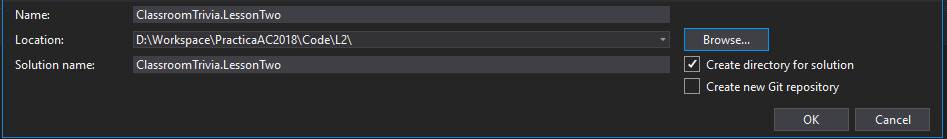 Name: ClassroomTrivia.LessonTwo
Location: D:\Workspace\PracticaAC2018\Code\L2\ Browse...
Solution name: ClassroomTrivia.LessonTwo Create directory for solution
Create new Git repository
OK Cancel